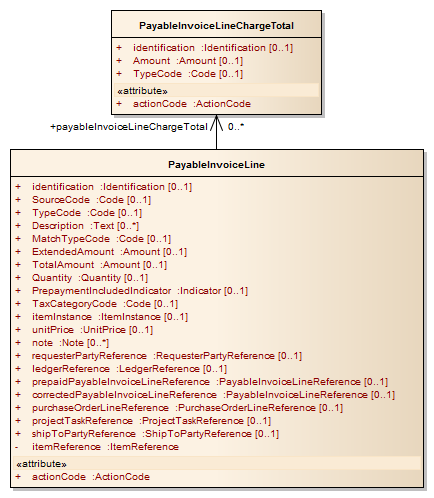 PayableInvoiceLineChargeTotal
+ identification :Identification [0..1]
+ Amount :Amount [0..1]
+ TypeCode :Code [0..1]
«attribute»
+ actionCode :ActionCode
+payableInvoiceLineChargeTotal 0..*
PayableInvoiceLine
+ identification :Identification [0..1]
+ SourceCode :Code [0..1]
+ TypeCode :Code [0..1]
+ Description :Text [0..*]
+ MatchTypeCode :Code [0..1]
+ ExtendedAmount :Amount [0..1]
+ TotalAmount :Amount [0..1]
+ Quantity :Quantity [0..1]
+ PrepaymentIncludedIndicator :Indicator [0..1]
+ TaxCategoryCode :Code [0..1]
+ itemInstance :ItemInstance [0..1]
+ unitPrice :UnitPrice [0..1]
+ note :Note [0..*]
+ requesterPartyReference :RequesterPartyReference [0..1]
+ ledgerReference :LedgerReference [0..1]
+ prepaidPayableInvoiceLineReference :PayableInvoiceLineReference [0..1]
+ correctedPayableInvoiceLineReference :PayableInvoiceLineReference [0..1]
+ purchaseOrderLineReference :PurchaseOrderLineReference [0..1]
+ projectTaskReference :ProjectTaskReference [0..1]
+ shipToPartyReference :ShipToPartyReference [0..1]
- itemReference :ItemReference
«attribute»
+ actionCode :ActionCode